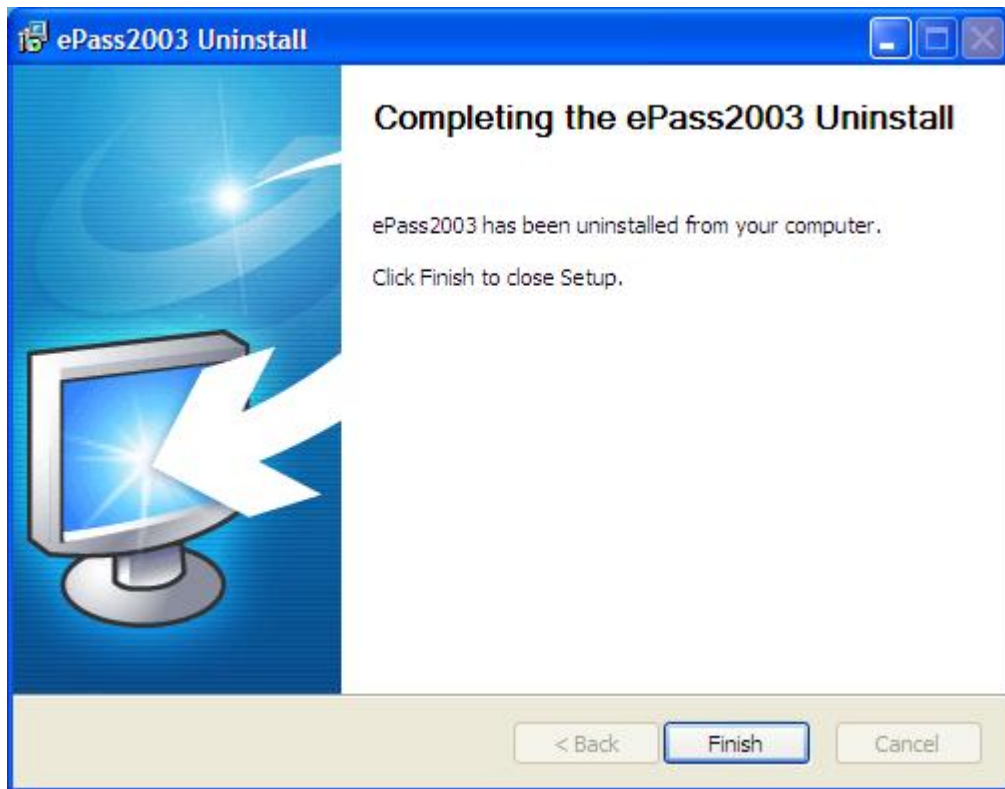 ePass2003 Uninstall
Completing the ePass2003 Uninstall
ePass2003 has been uninstalled from your computer.
Click Finish to close Setup.
< Back
Finish
Cancel